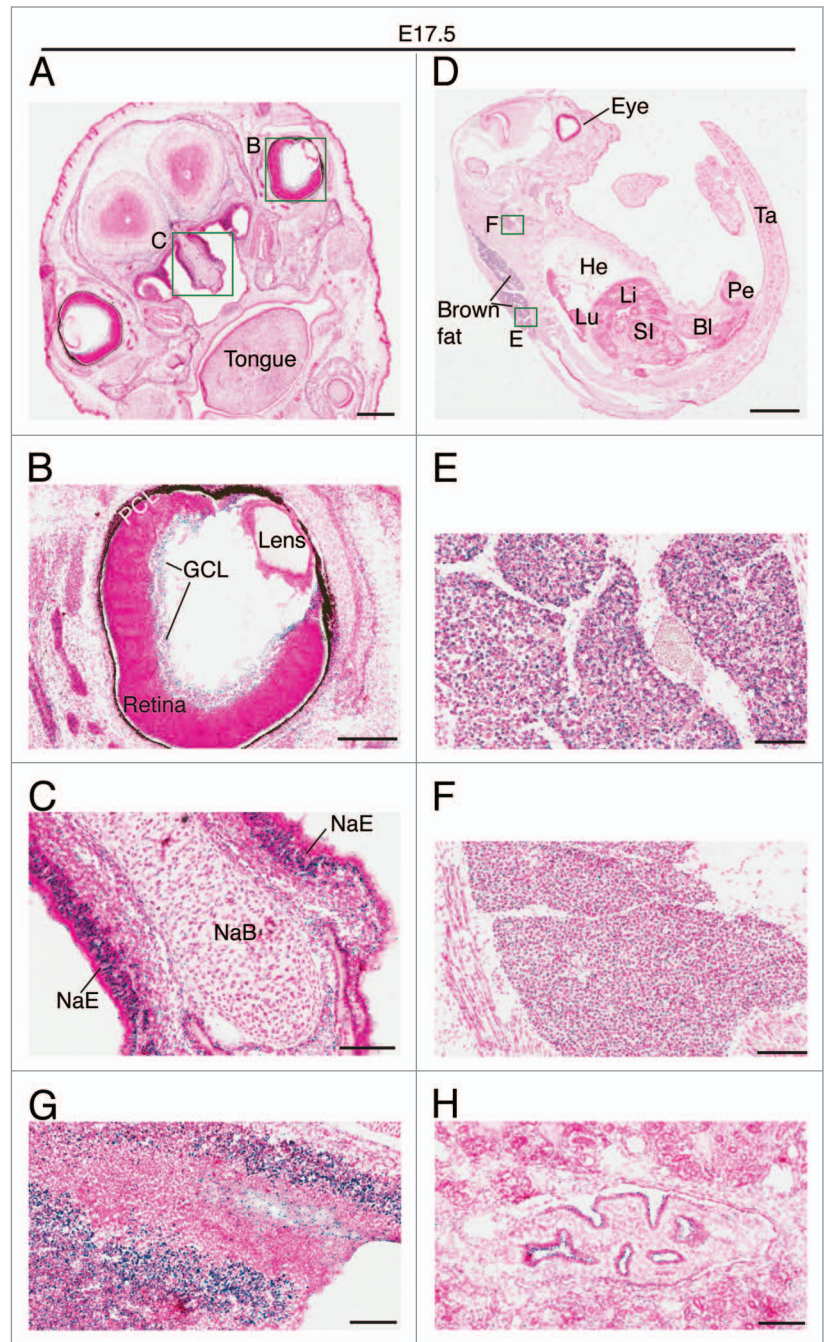 E17.5
A
B
C
Tongue
D
Eye
F
Ta
He
Brown
fat
Li
Pe
Lu
SI
Bl
E
B
PCL
Lens
GCL
Retina
E
C
NaE
NaB
NaE
F
G
H